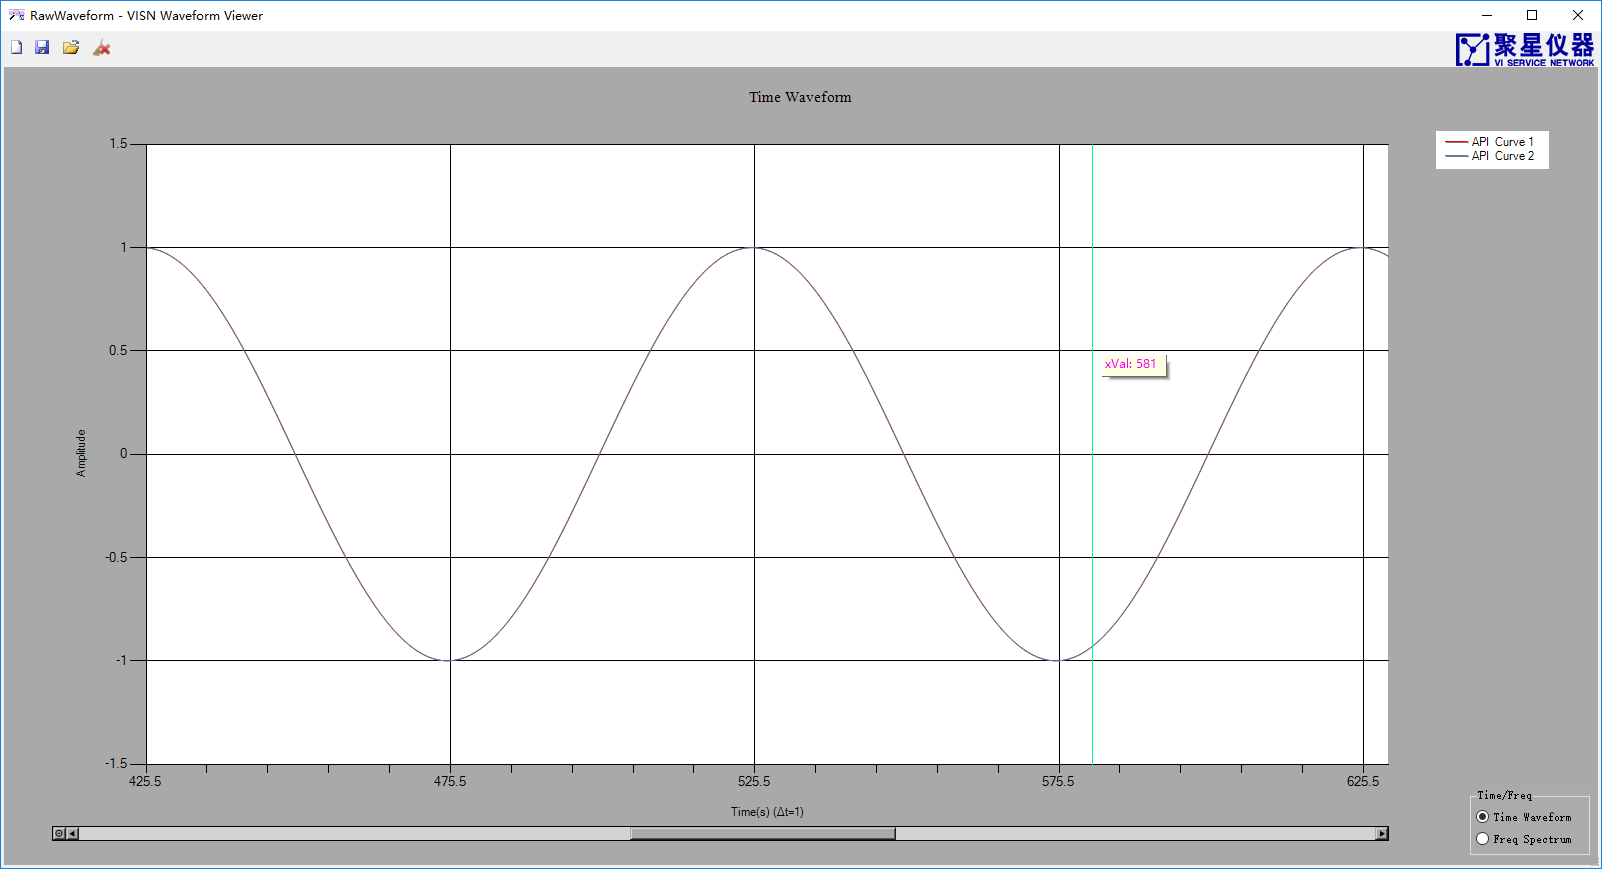 RawWaveform - VISN Waveform Viewer
聚星仪器
VI SERVICE NETWORK
Time Waveform
API Curve 1
API Curve 2
1.5
1
0.5
0
-0.5
-1
-1.5
Amplitude
xVal: 581
425.5 475.5 525.5 575.5 625.5
Time(s) (Δt=1)
Time/Freq
Time Waveform
Freq Spectrum